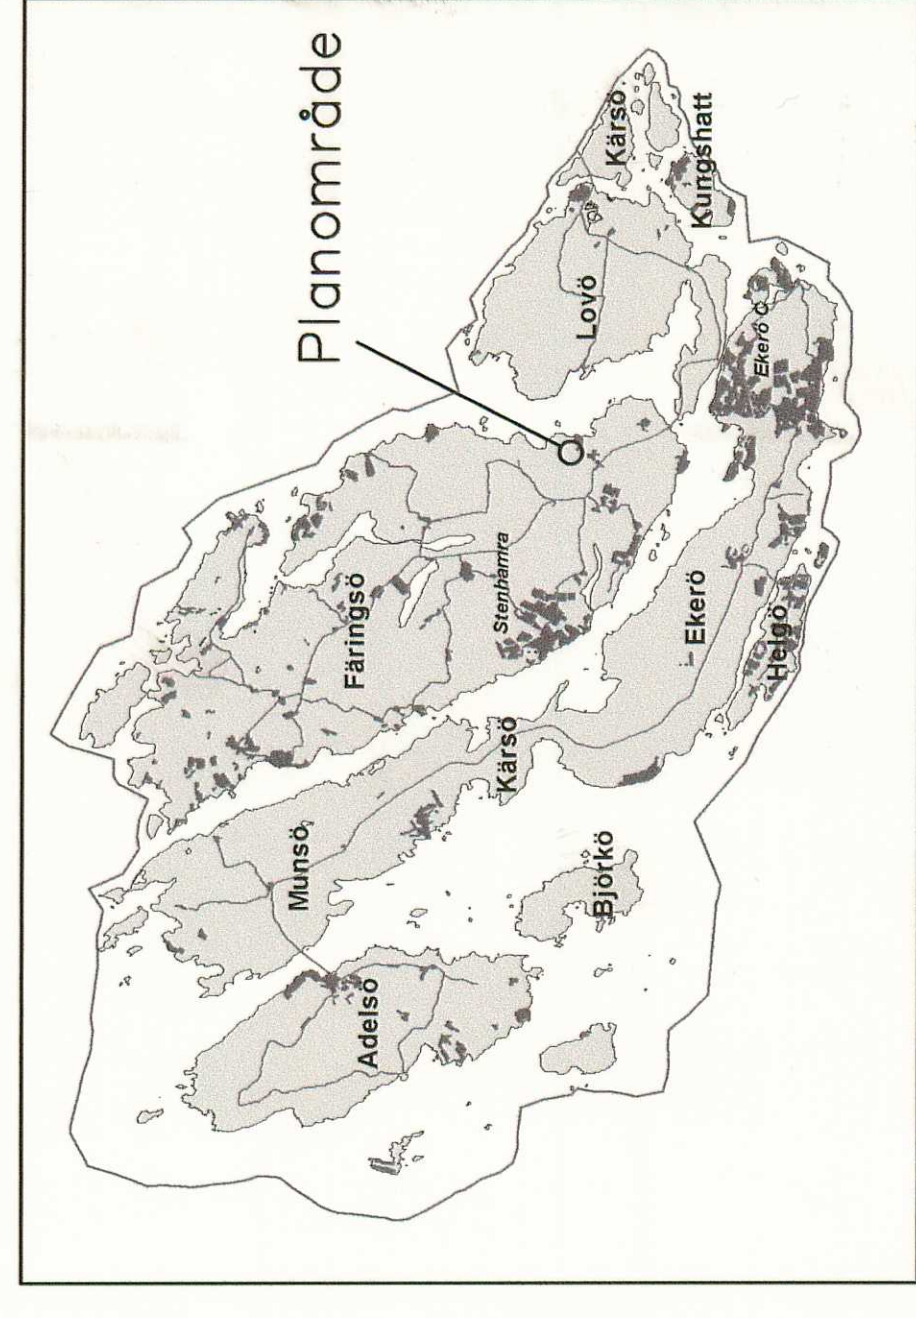 Planområde
Kärsö
Kungshatt
Lovö
Ekerö C
Färingsö
Stenhamra
Ekerö
Helgö
Kärsö
Munsö
Björkö
Adelsö